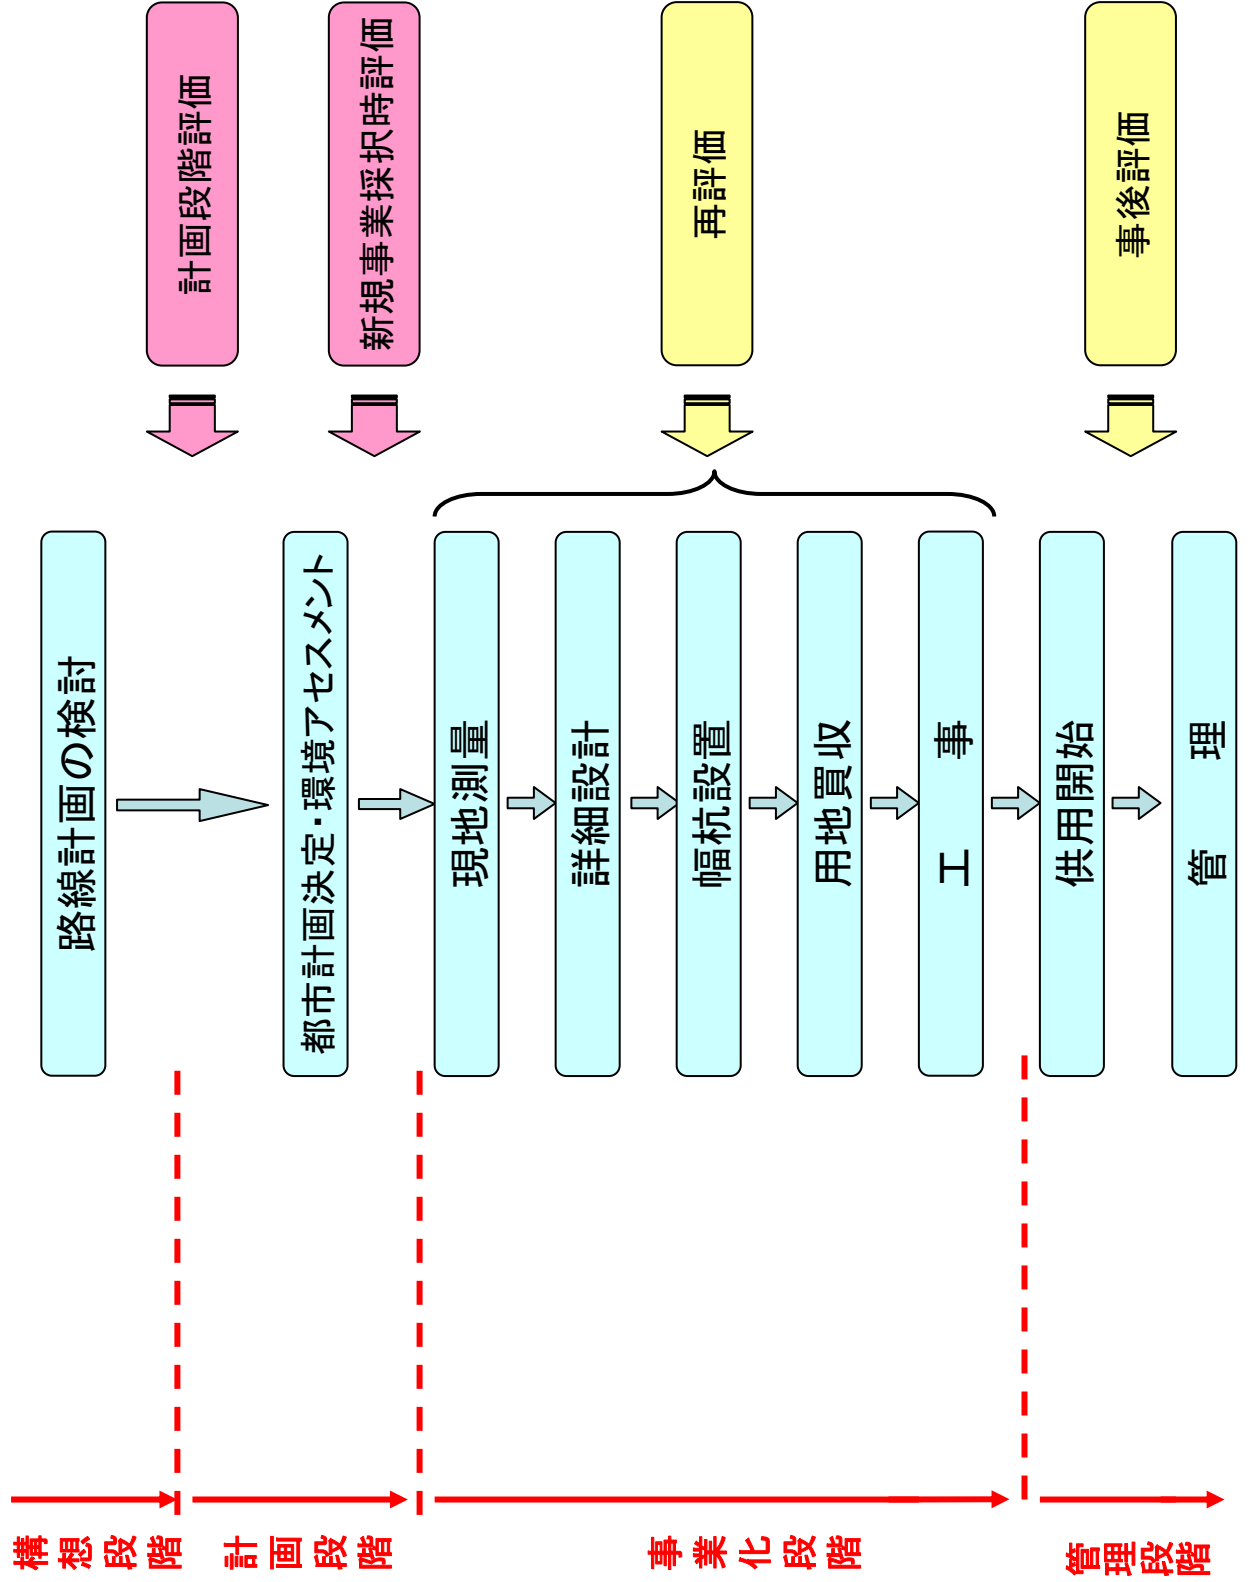 計画段階評価
新規事業採択時評価
再評価
事後評価
路線計画の検討
都市計画決定・環境アセスメント
現地測量
詳細設計
幅杭設置
用地買収
工　事
供用開始
管　理
構想段階
計画段階
事業化段階
管理段階